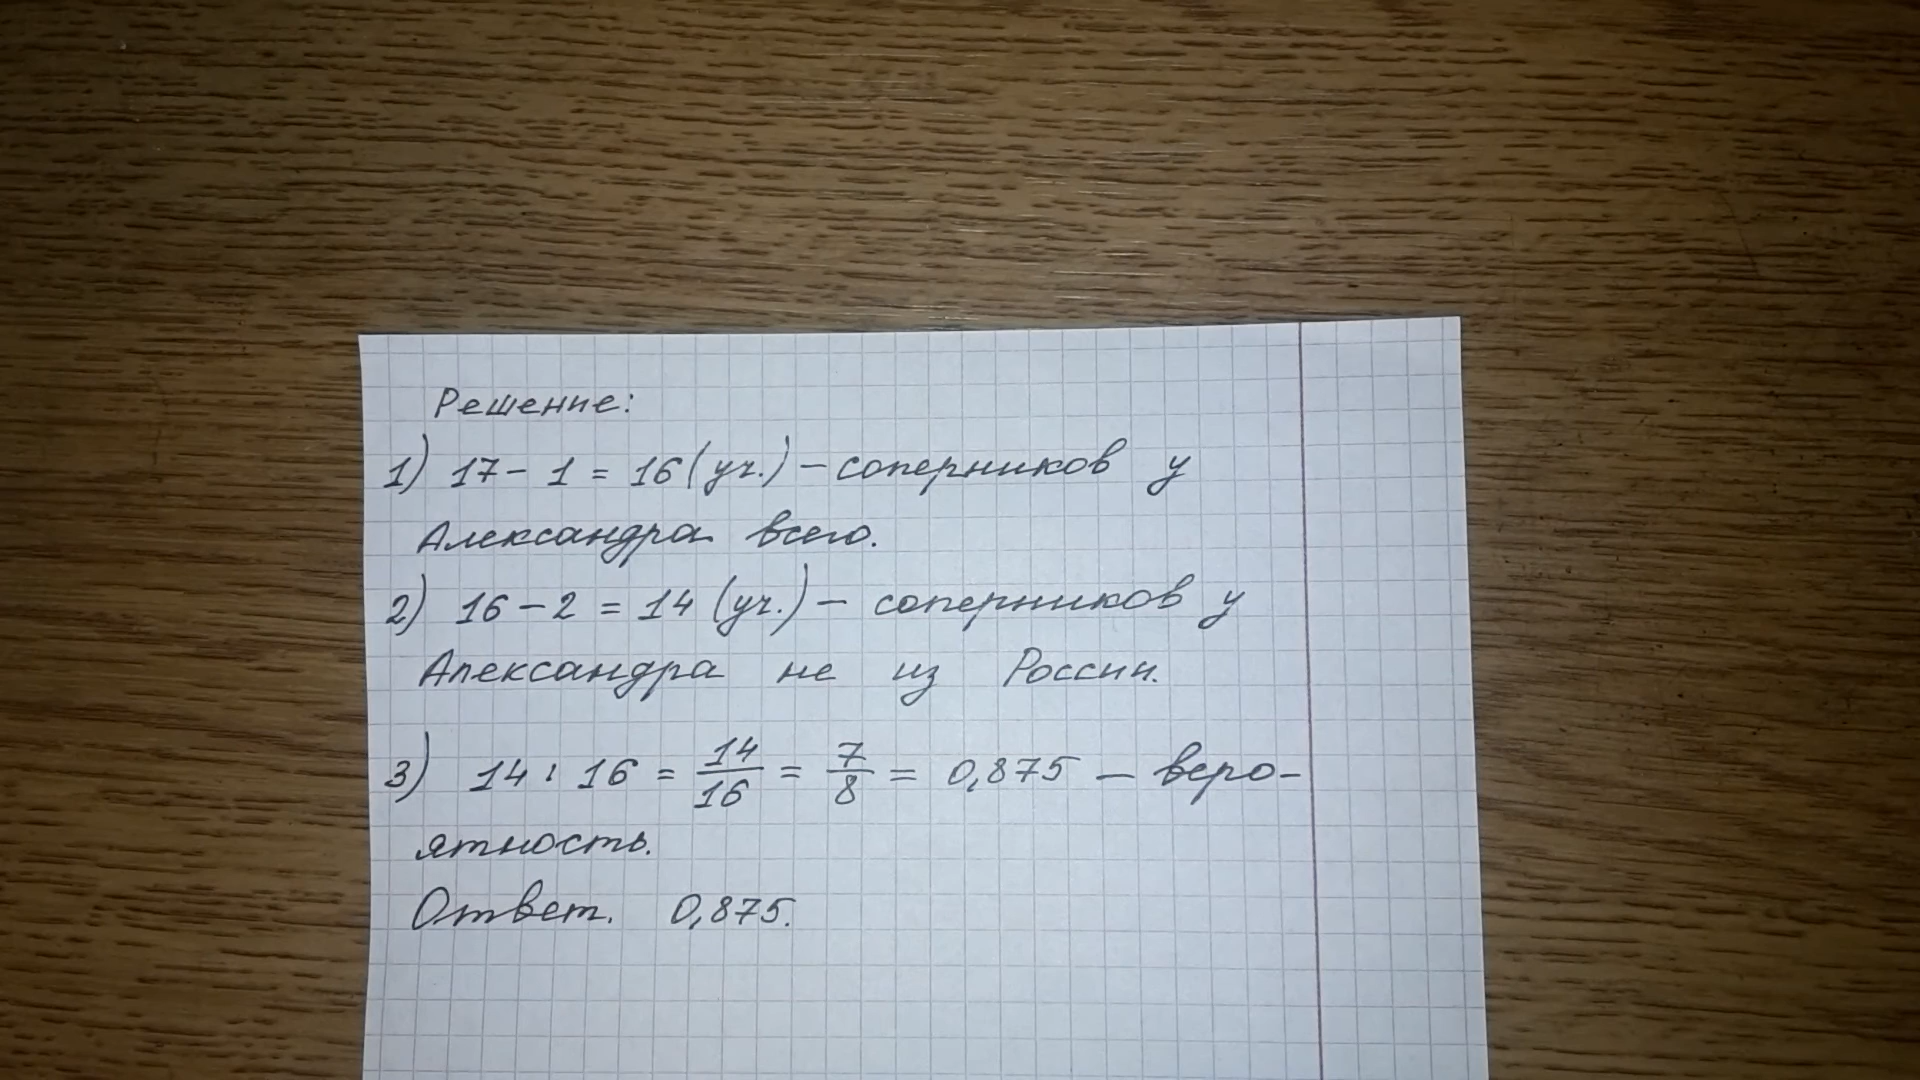 Решение:
1) 17 - 1 = 16 (уч.) - соперников у
Александра всего.
2) 16 - 2 = 14 (уч.) - соперников у
Александра не из России.
3) 14 : 16 = 14/16 = 7/8 = 0,875 - веро-
ятность.
Ответ. 0,875.